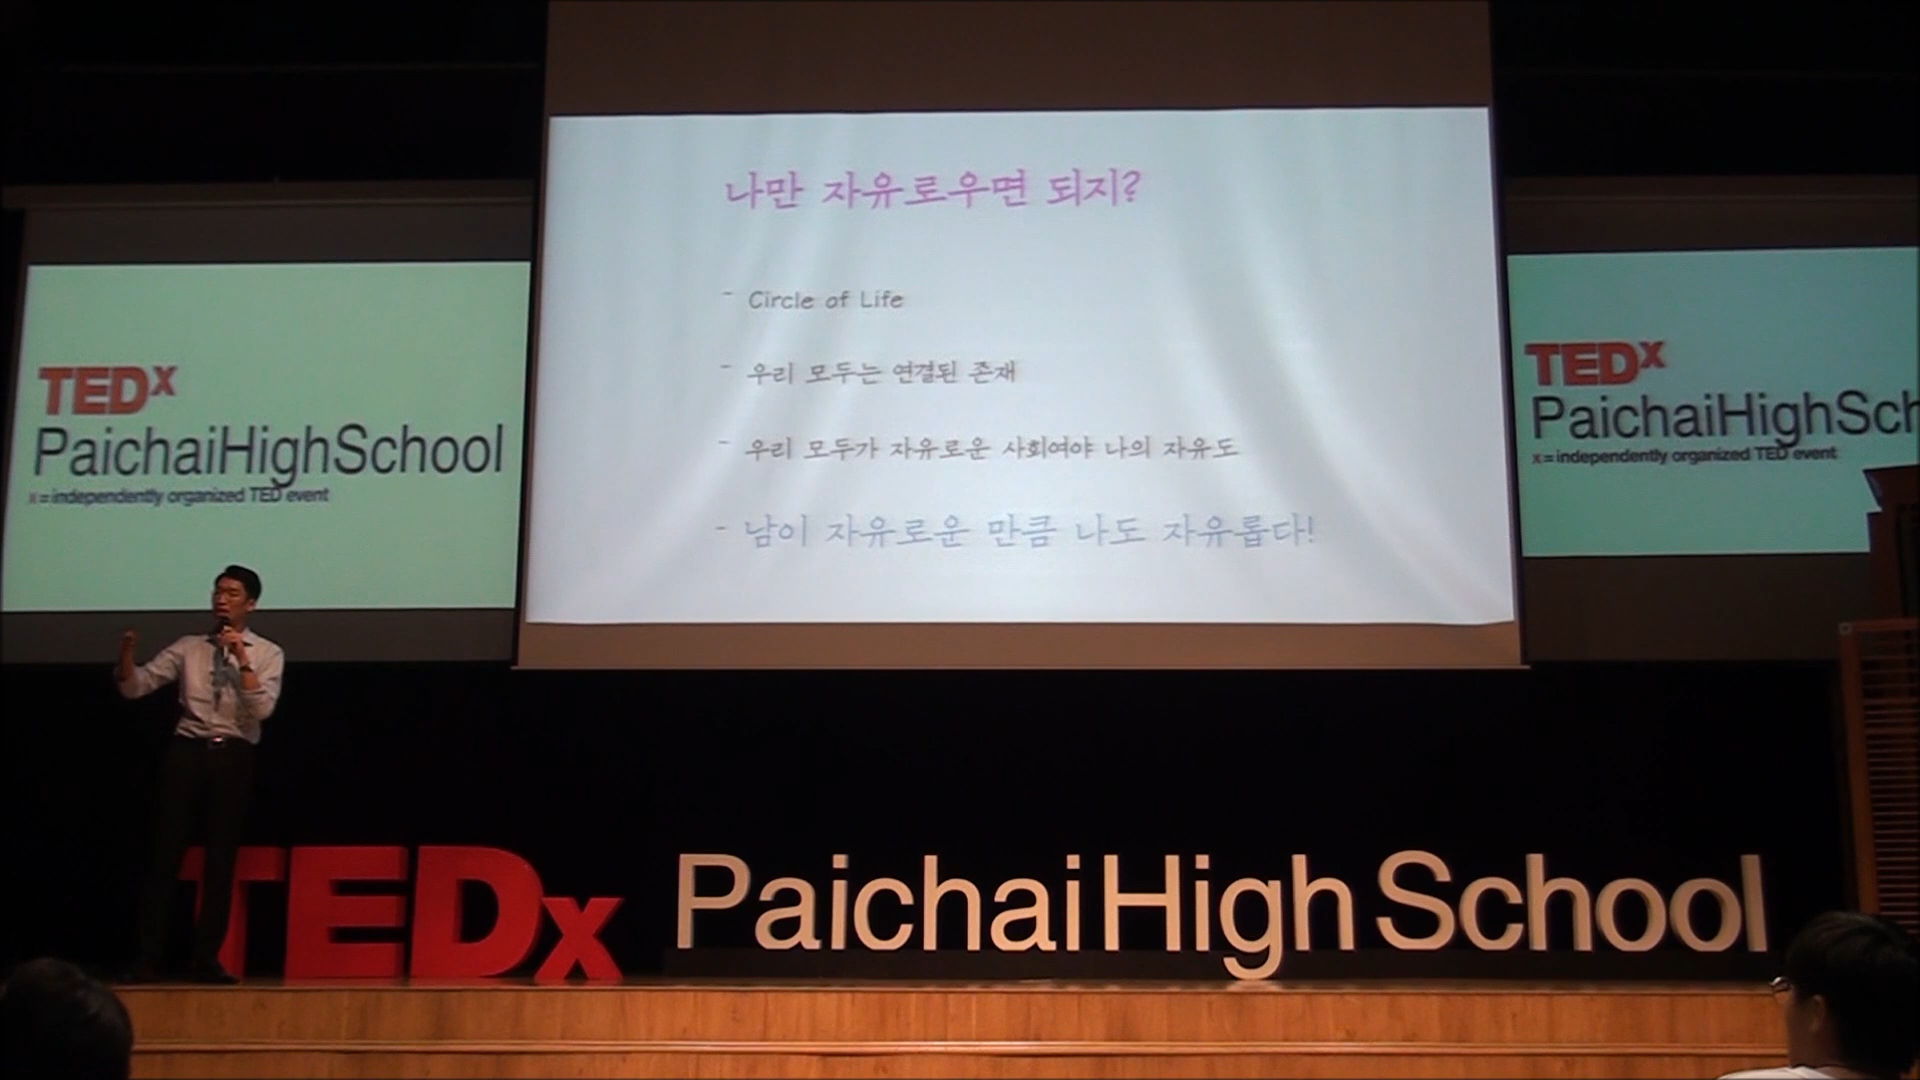 나만 자유로우면 되지?
- Circle of Life
- 우리 모두는 연결된 존재
- 우리 모두가 자유로운 사회여야 나의 자유도
- 남이 자유로운 만큼 나도 자유롭다!
TEDx
PaichaiHighSchool
x=independently organized TED event
TEDx
PaichaiHighSch
x=independently organized TED event
TEDx PaichaiHighSchool